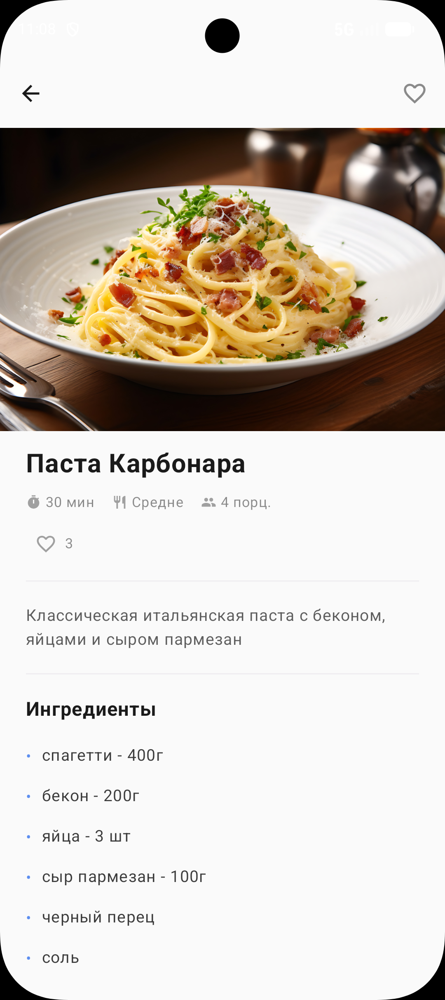 11:08 5G
Паста Карбонара
30 мин Средне 4 порц.
3
Классическая итальянская паста с беконом,
яйцами и сыром пармезан
Ингредиенты
• спагетти - 400г
• бекон - 200г
• яйца - 3 шт
• сыр пармезан - 100г
• черный перец
• соль